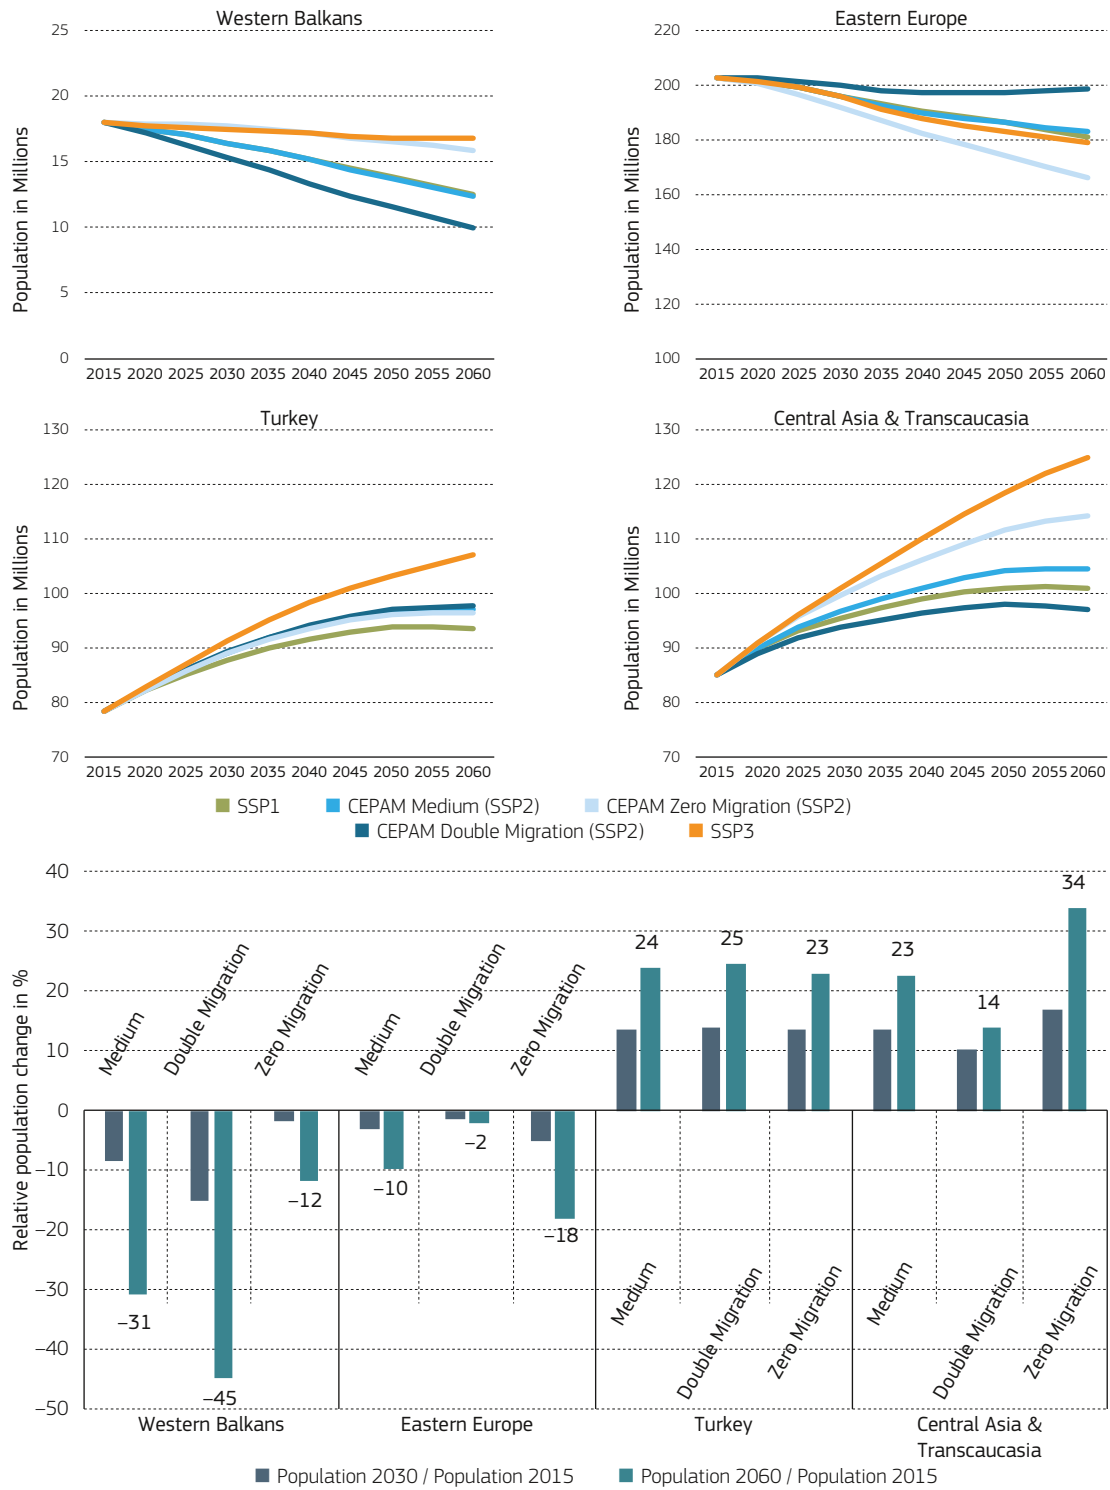 Western Balkans
Eastern Europe
Population in Millions
25
20
15
10
5
0
2015 2020 2025 2030 2035 2040 2045 2050 2055 2060
Population in Millions
220
200
180
160
140
120
100
2015 2020 2025 2030 2035 2040 2045 2050 2055 2060
Turkey
Central Asia & Transcaucasia
Population in Millions
130
120
110
100
90
80
70
2015 2020 2025 2030 2035 2040 2045 2050 2055 2060
Population in Millions
130
120
110
100
90
80
70
2015 2020 2025 2030 2035 2040 2045 2050 2055 2060
SSP1 CEPAM Medium (SSP2) CEPAM Zero Migration (SSP2)
CEPAM Double Migration (SSP2) SSP3
Relative population change in %
40
30
20
10
0
−10
−20
−30
−40
−50
Medium
Double Migration
Zero Migration
Medium
Double Migration
Zero Migration
−31
−45
−12
−10
−2
−18
24
25
23
23
14
34
Medium
Double Migration
Zero Migration
Medium
Double Migration
Zero Migration
Western Balkans
Eastern Europe
Turkey
Central Asia &
Transcaucasia
Population 2030 / Population 2015 Population 2060 / Population 2015